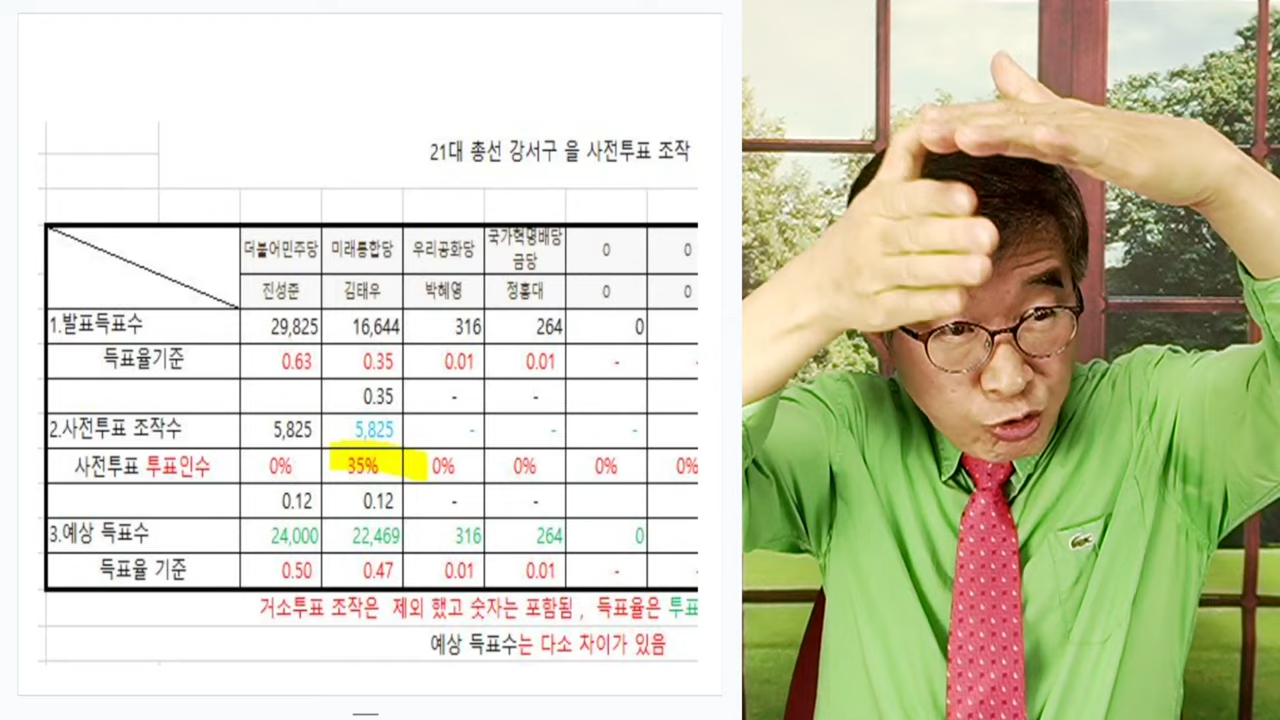 21대 총선 강서구 을 사전투표 조작
더불어민주당 미래통합당 우리공화당 국가혁명배당금당 0 0
진성준 김태우 박혜영 정홍대 0 0
1.발표득표수 29,825 16,644 316 264 0
득표율기준 0.63 0.35 0.01 0.01 - -
0.35 - -
2.사전투표 조작수 5,825 5,825 - - -
사전투표 투표인수 0% 35% 0% 0% 0% 0%
0.12 0.12 - -
3.예상 득표수 24,000 22,469 316 264 0
득표율 기준 0.50 0.47 0.01 0.01 - -
거소투표 조작은 제외 했고 숫자는 포함됨 , 득표율은 투표
예상 득표수는 다소 차이가 있음